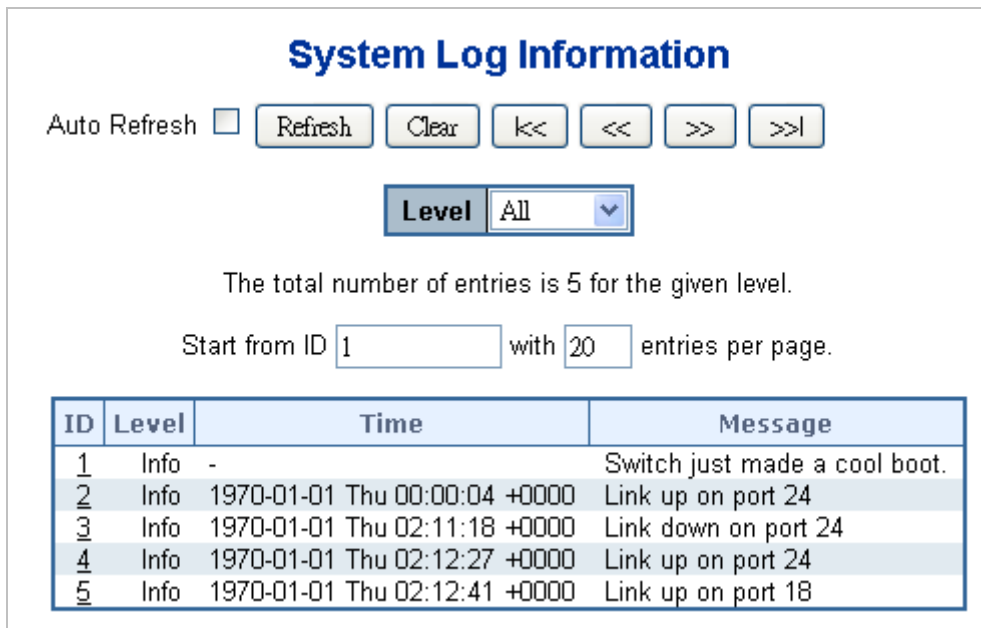 System Log Information
Auto Refresh Refresh Clear |<< << >> >>|
Level All
The total number of entries is 5 for the given level.
Start from ID 1 with 20 entries per page.
ID Level Time Message
1 Info - Switch just made a cool boot.
2 Info 1970-01-01 Thu 00:00:04 +0000 Link up on port 24
3 Info 1970-01-01 Thu 02:11:18 +0000 Link down on port 24
4 Info 1970-01-01 Thu 02:12:27 +0000 Link up on port 24
5 Info 1970-01-01 Thu 02:12:41 +0000 Link up on port 18